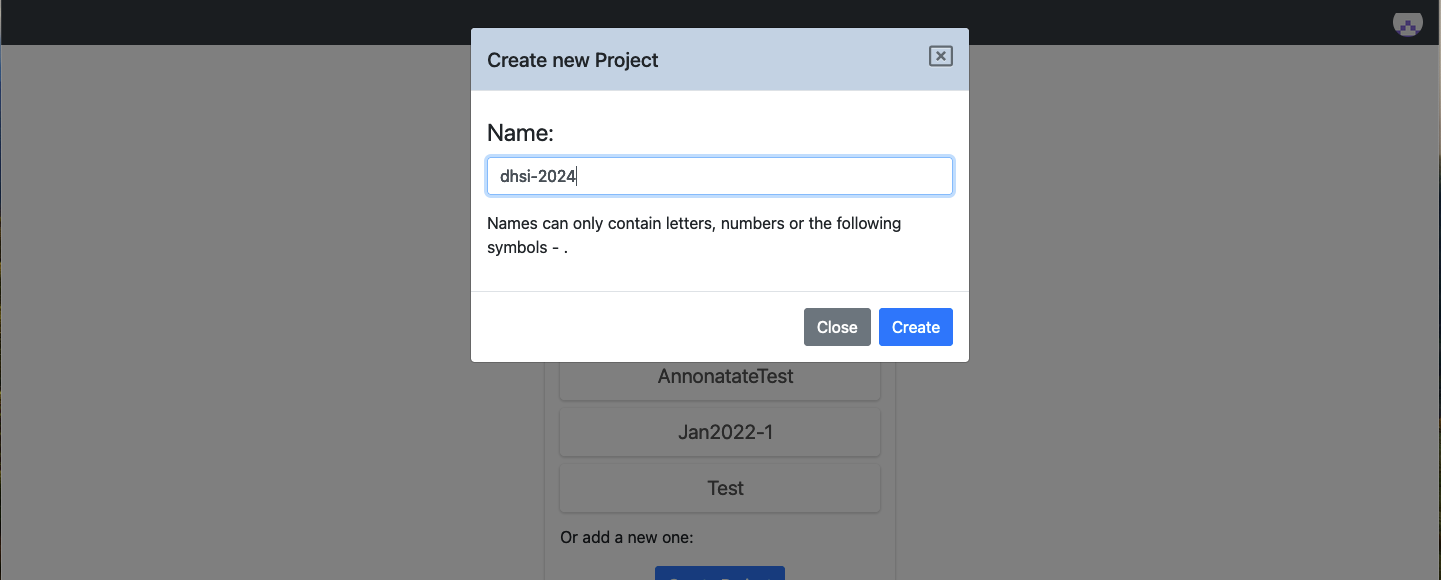 Create new Project
Name:
dhsi-2024
Names can only contain letters, numbers or the following
symbols - .
Close
Create
AnnonatateTest
Jan2022-1
Test
Or add a new one: